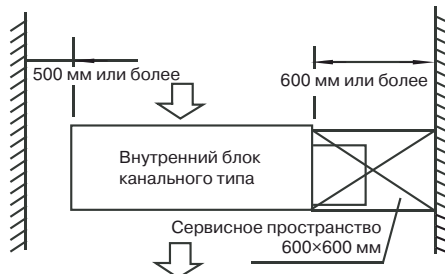 500 мм или более
600 мм или более
Внутренний блок
канального типа
Сервисное пространство
600×600 мм